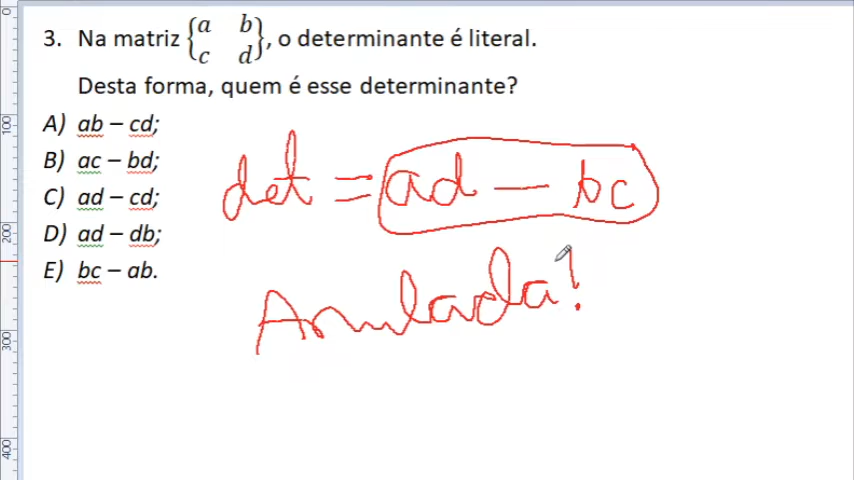 3. Na matriz {a b
c d}, o determinante é literal.
Desta forma, quem é esse determinante?
A) ab – cd;
B) ac – bd;
C) ad – cd;
D) ad – db;
E) bc – ab.
det = ad – bc
Anulada!
0
100
200
300
400